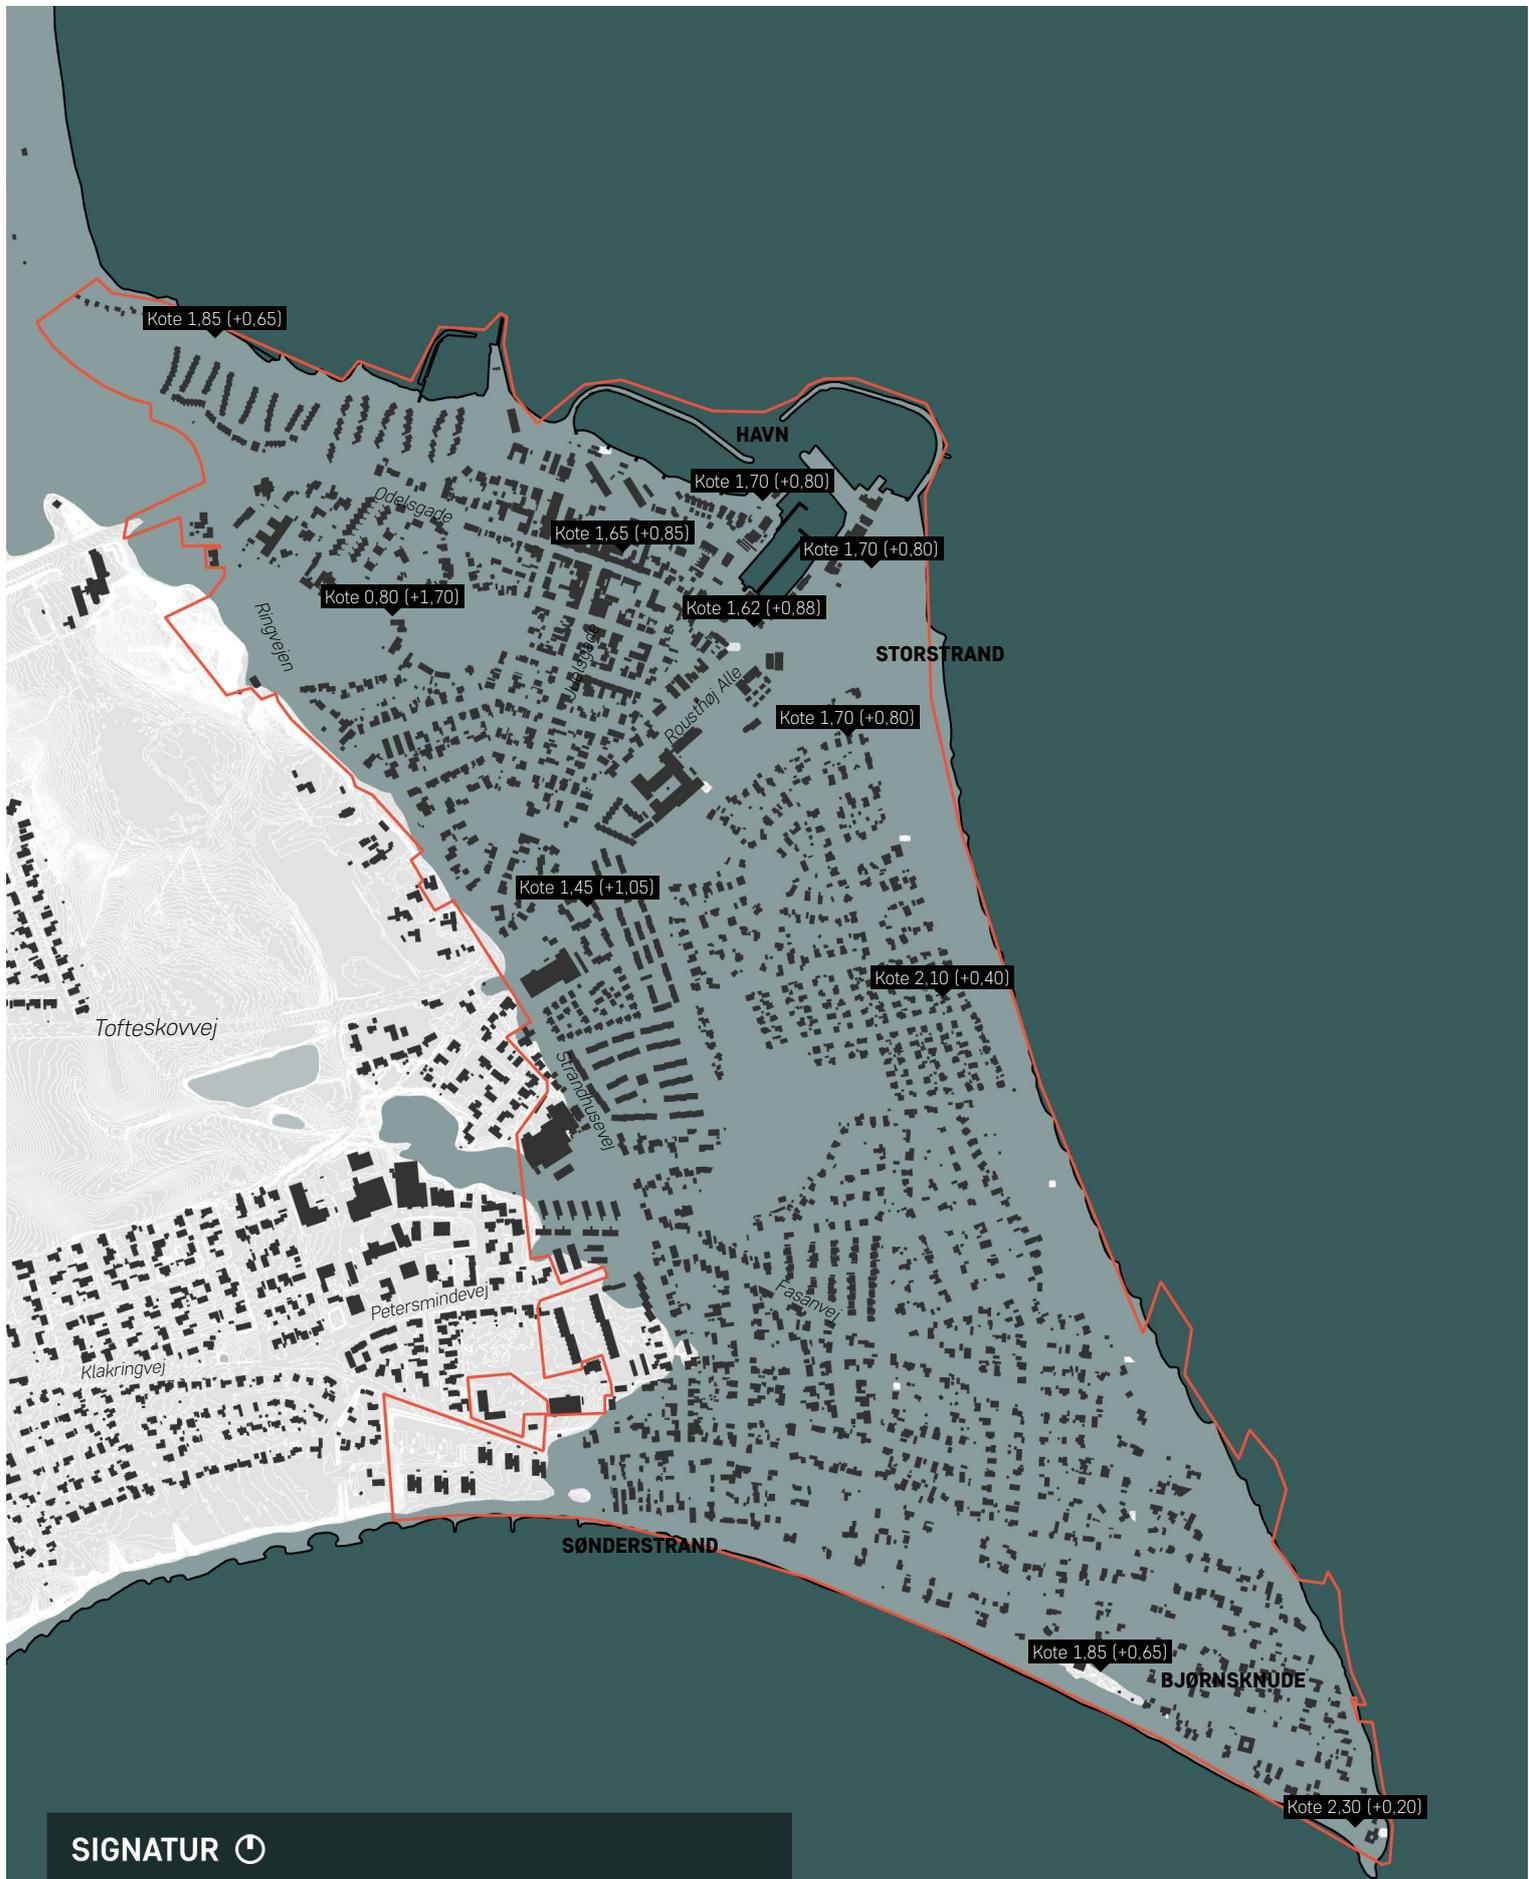 Kote 1,85 (+0,65)
HAVN
Kote 1,70 (+0,80)
Odelsgade
Kote 1,65 (+0,85)
Kote 1,70 (+0,80)
Kote 0,80 (+1,70)
Kote 1,62 (+0,88)
Ringvejen
Juelsgade
STORSTRAND
Rousthøj Alle
Kote 1,70 (+0,80)
Kote 1,45 (+1,05)
Kote 2,10 (+0,40)
Tofteskovvej
Strandhusevej
Petersmindevej
Fasanvej
Klakringvej
SØNDERSTRAND
Kote 1,85 (+0,65)
BJØRNSKNUDE
Kote 2,30 (+0,20)
SIGNATUR